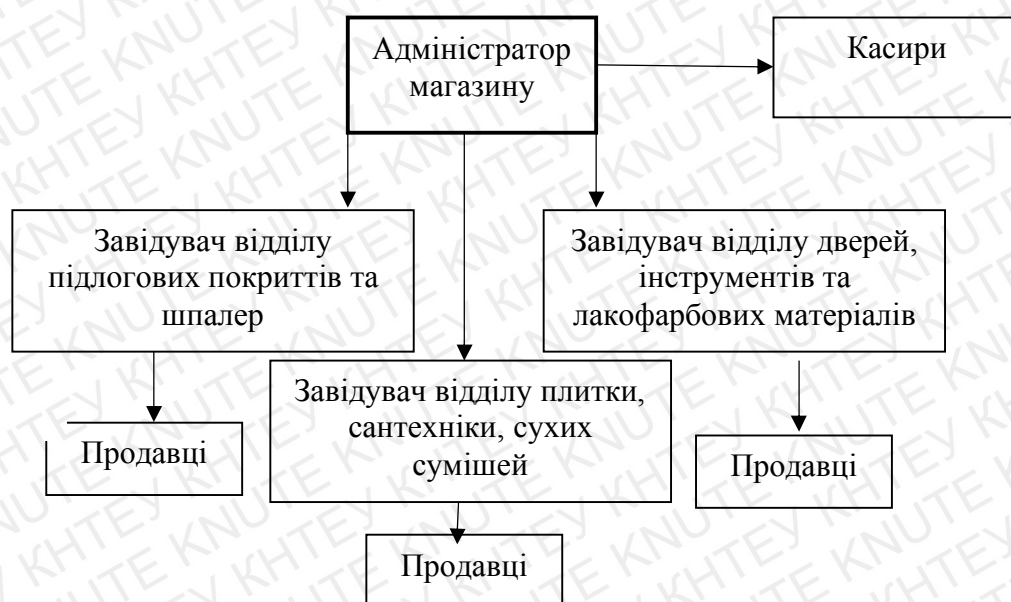 Адміністратор
магазину
Касири
Завідувач відділу
підлогових покриттів та
шпалер
Завідувач відділу дверей,
інструментів та
лакофарбових матеріалів
Завідувач відділу плитки,
сантехніки, сухих
сумішей
Продавці
Продавці
Продавці